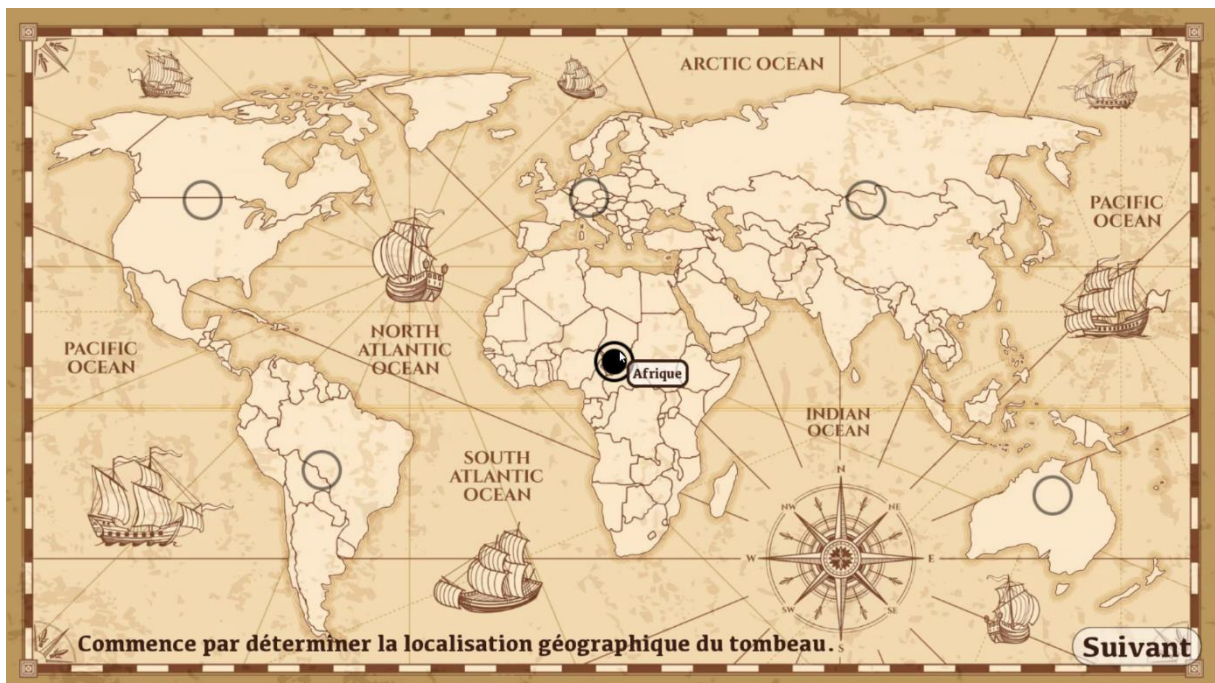 ARCTIC OCEAN
PACIFIC
OCEAN
NORTH
ATLANTIC
OCEAN
PACIFIC
OCEAN
Afrique
INDIAN
OCEAN
SOUTH
ATLANTIC
OCEAN
N
NW
NE
W
E
SW
SE
S
Commence par déterminer la localisation géographique du tombeau.
Suivant